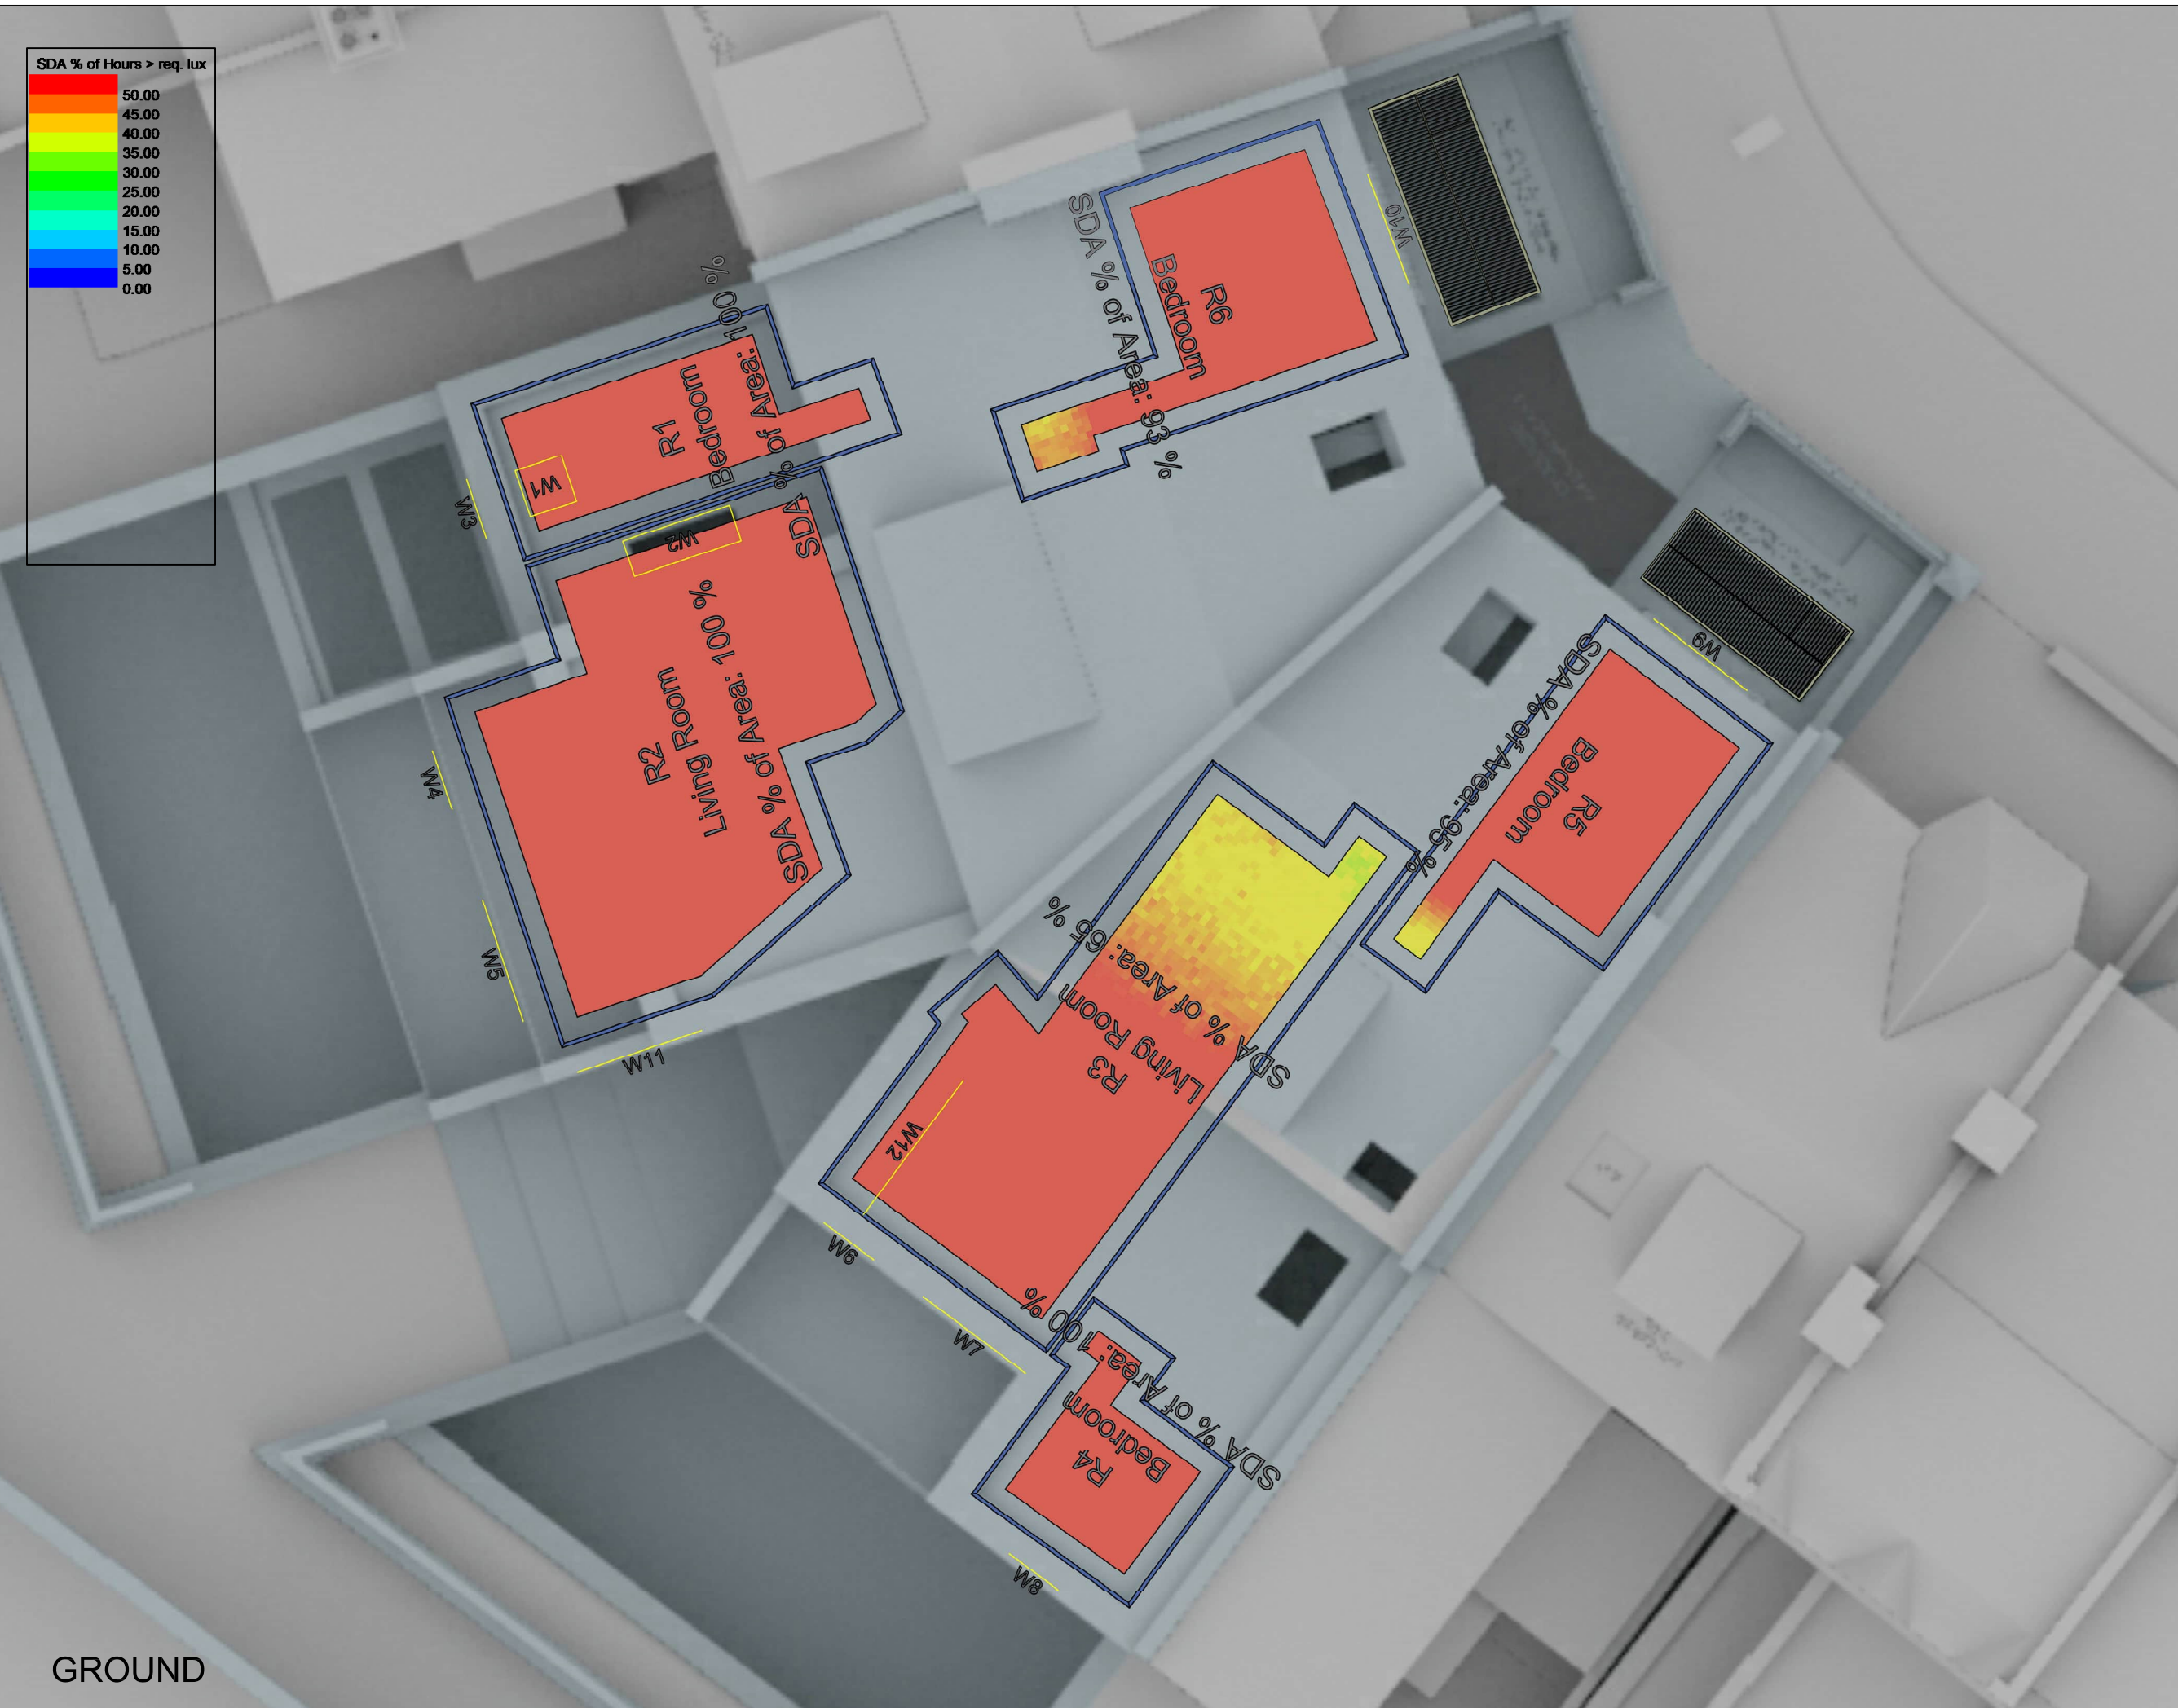 SDA % of Hours > req. lux
50.00
45.00
40.00
35.00
30.00
25.00
20.00
15.00
10.00
5.00
0.00
R1
Bedroom
SDA % of Area: 100 %
W1
W3
R2
Living Room
SDA % of Area: 100 %
W2
W4
W5
W11
R6
Bedroom
SDA % of Area: 93 %
W10
R5
Bedroom
SDA % of Area: 95 %
W9
R3
Living Room
SDA % of Area: 65 %
W12
W6
W7
R4
Bedroom
SDA % of Area: 100 %
W8
GROUND